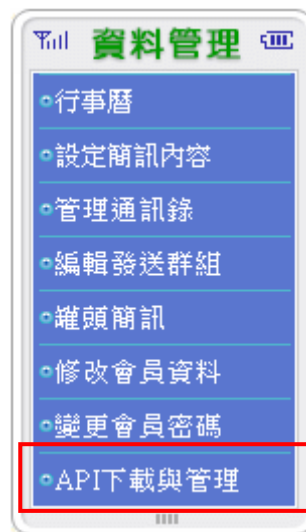 資料管理
行事曆
設定簡訊內容
管理通訊錄
編輯發送群組
罐頭簡訊
修改會員資料
變更會員密碼
API下載與管理